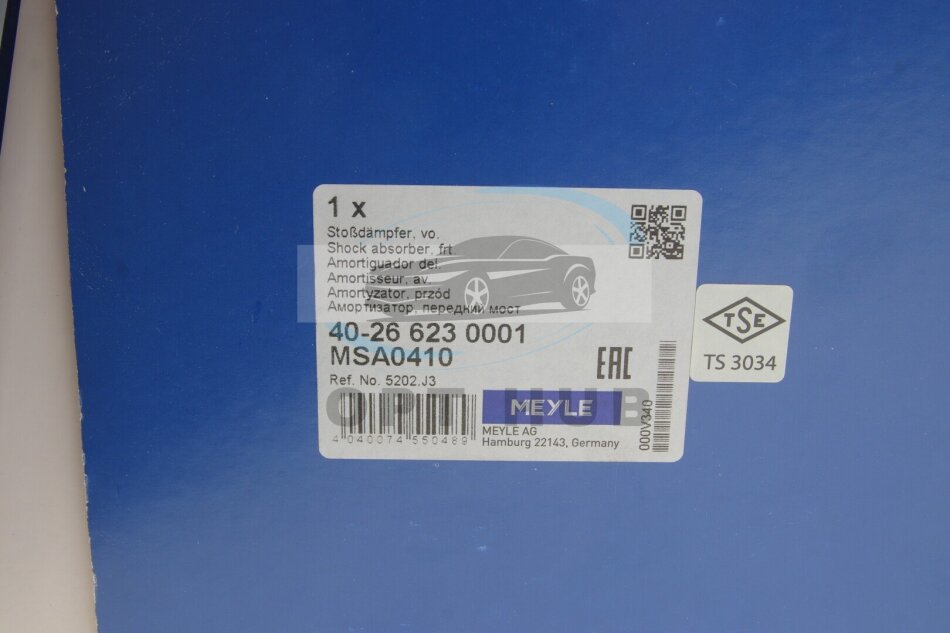 1 x
Stoßdämpfer, vo.
Shock absorber, frt
Amortiguador del.
Amortisseur, av.
Amortyzator, przód
Амортизатор, передний мост
40-26 623 0001
MSA0410
EAC
Ref. No. 5202.J3
OPT HUB
MEYLE
4 040074 550489
MEYLE AG
Hamburg 22143, Germany
000V340
TSE
TS 3034